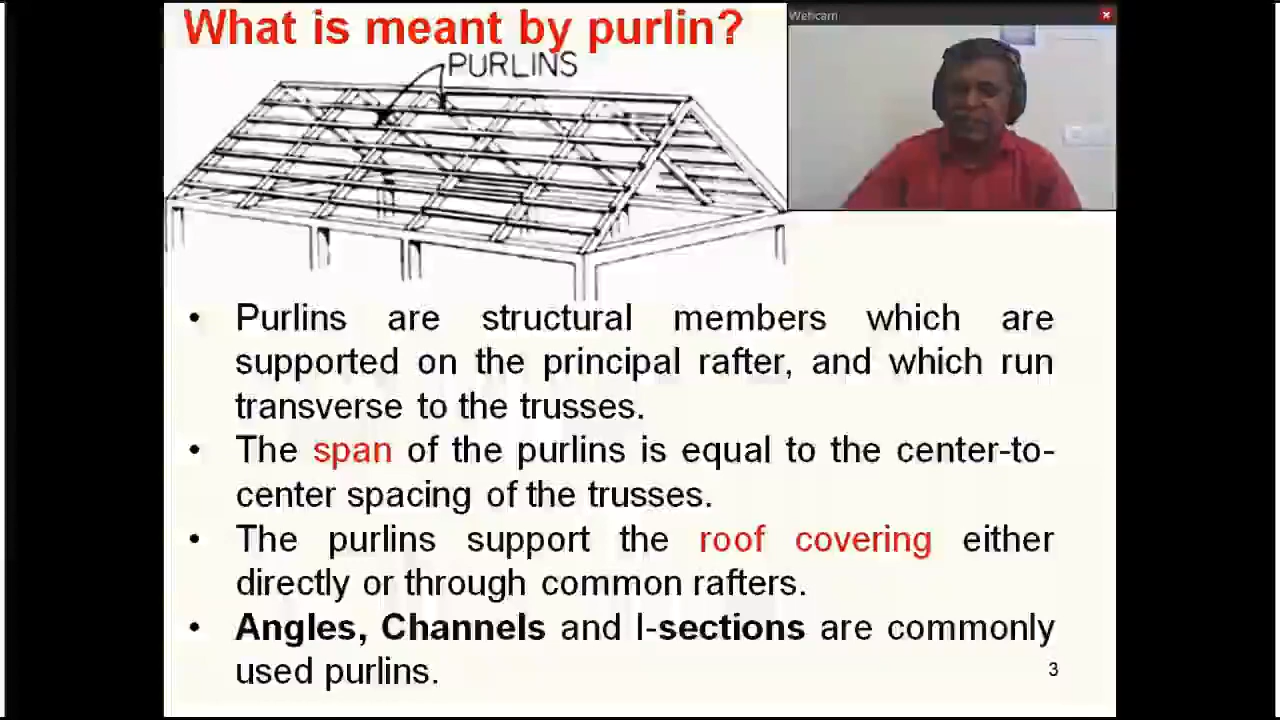 What is meant by purlin?
Webcam
PURLINS
• Purlins are structural members which are
supported on the principal rafter, and which run
transverse to the trusses.
• The span of the purlins is equal to the center-to-
center spacing of the trusses.
• The purlins support the roof covering either
directly or through common rafters.
• Angles, Channels and I-sections are commonly
used purlins.
3